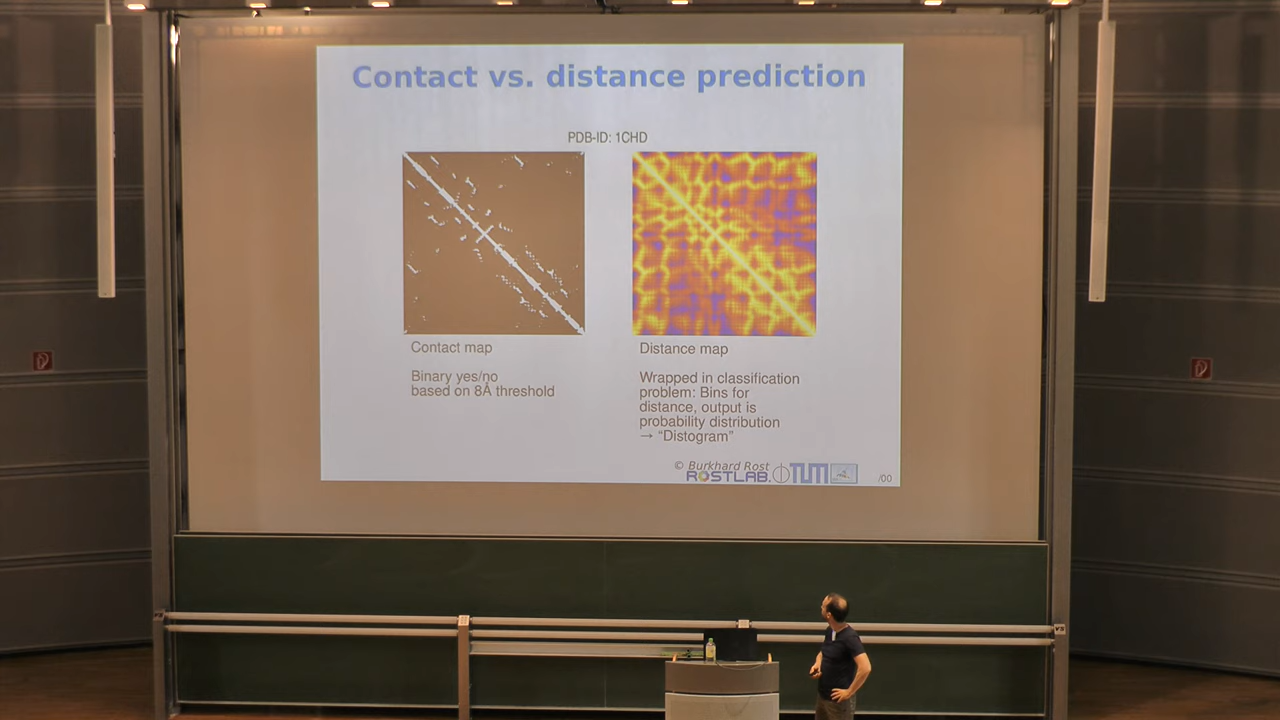 Contact vs. distance prediction
PDB-ID: 1CHD
Contact map
Binary yes/no
based on 8Å threshold
Distance map
Wrapped in classification
problem: Bins for
distance, output is
probability distribution
→ “Distogram”
© Burkhard Rost
ROSTLAB.
TUM
/00